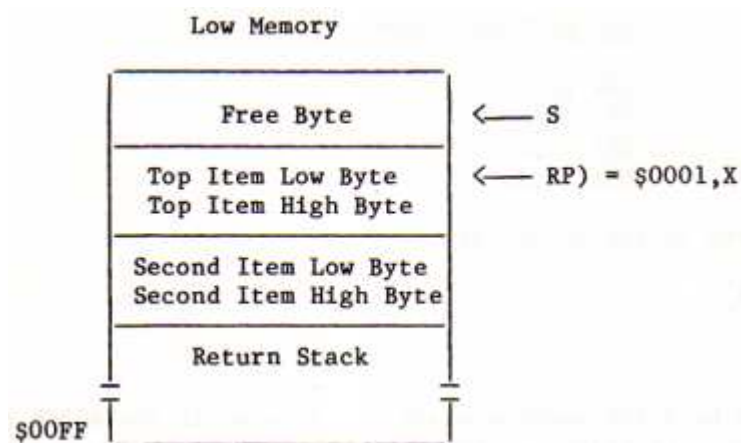 Low Memory
Free Byte
S
Top Item Low Byte
RP) = $0001,X
Top Item High Byte
Second Item Low Byte
Second Item High Byte
Return Stack
$00FF